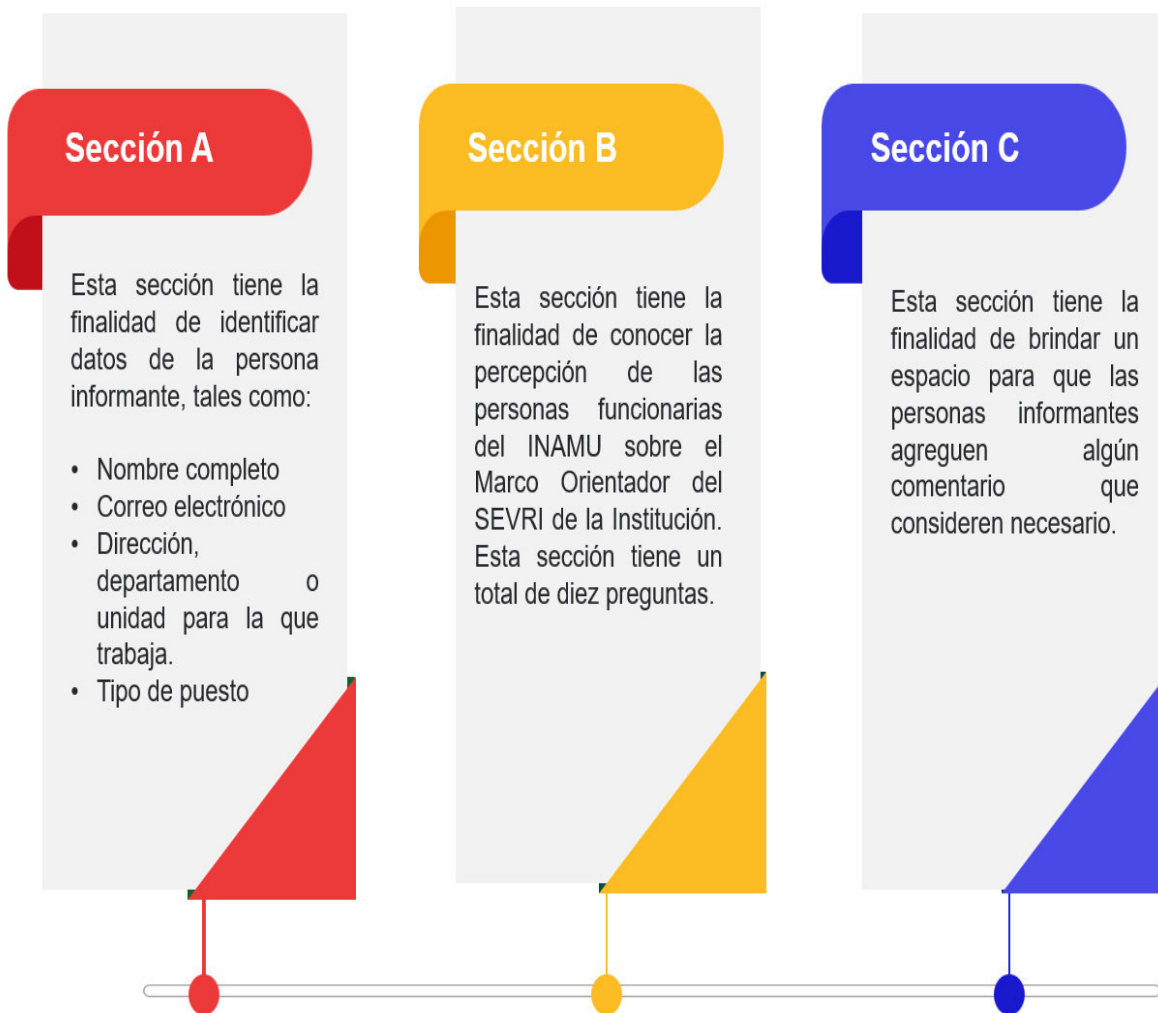 Sección A
Esta sección tiene la
finalidad de identificar
datos de la persona
informante, tales como:
• Nombre completo
• Correo electrónico
• Dirección,
departamento o
unidad para la que
trabaja.
• Tipo de puesto
Sección B
Esta sección tiene la
finalidad de conocer la
percepción de las
personas funcionarias
del INAMU sobre el
Marco Orientador del
SEVRI de la Institución.
Esta sección tiene un
total de diez preguntas.
Sección C
Esta sección tiene la
finalidad de brindar un
espacio para que las
personas informantes
agreguen algún
comentario que
consideren necesario.